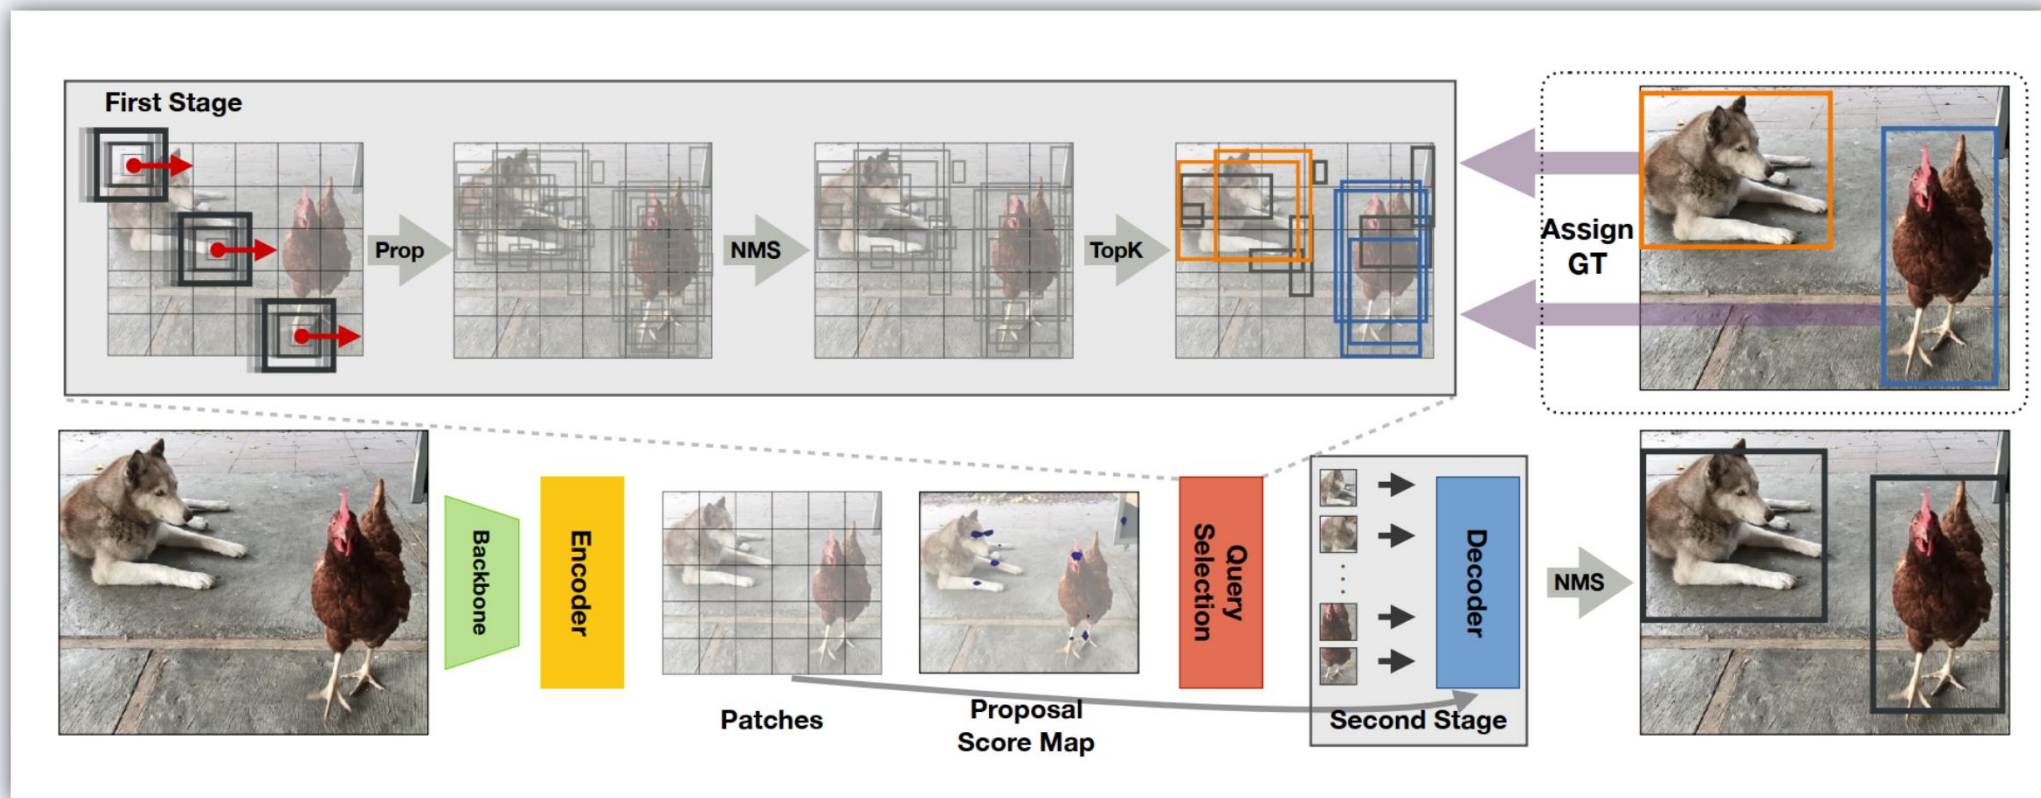 First Stage
Prop
NMS
TopK
Assign
GT
Backbone
Encoder
Patches
Proposal
Score Map
Query
Selection
Decoder
Second Stage
NMS